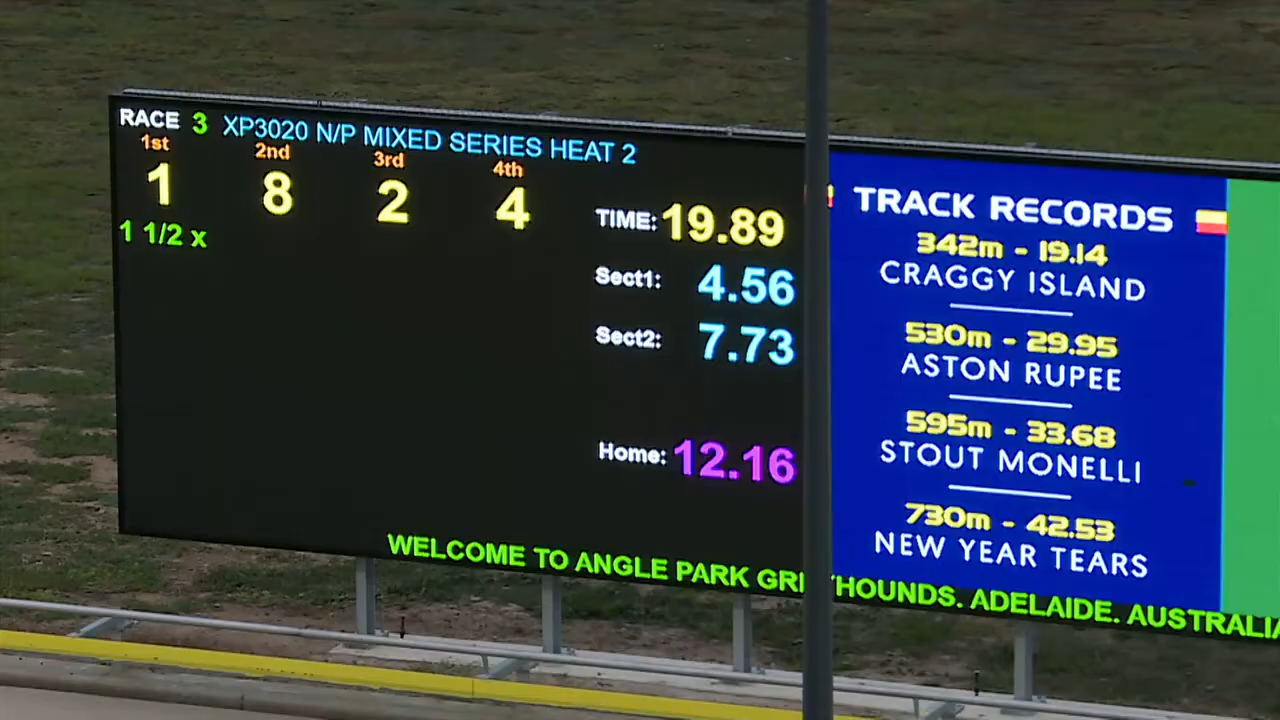 RACE 3 XP3020 N/P MIXED SERIES HEAT 2
1st 2nd 3rd 4th
1 8 2 4
1 1/2 x
TIME: 19.89
Sect1: 4.56
Sect2: 7.73
Home: 12.16
TRACK RECORDS
342m - 19.14
CRAGGY ISLAND
530m - 29.95
ASTON RUPEE
595m - 33.68
STOUT MONELLI
730m - 42.53
NEW YEAR TEARS
WELCOME TO ANGLE PARK GREYHOUNDS. ADELAIDE. AUSTRALIA